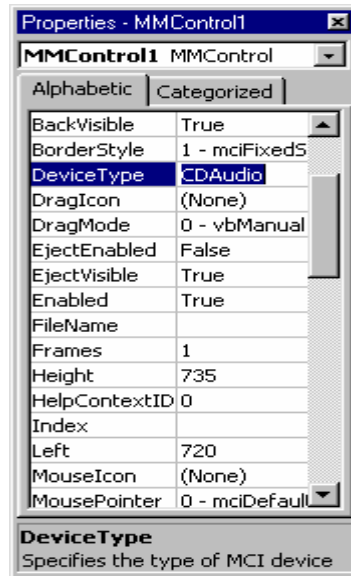 Properties - MMControl1
MMControl1 MMControl
Alphabetic Categorized
BackVisible True
BorderStyle 1 - mciFixedS
DeviceType CDAudio
DragIcon (None)
DragMode 0 - vbManual
EjectEnabled False
EjectVisible True
Enabled True
FileName
Frames 1
Height 735
HelpContextID 0
Index
Left 720
MouseIcon (None)
MousePointer 0 - mciDefault
DeviceType
Specifies the type of MCI device